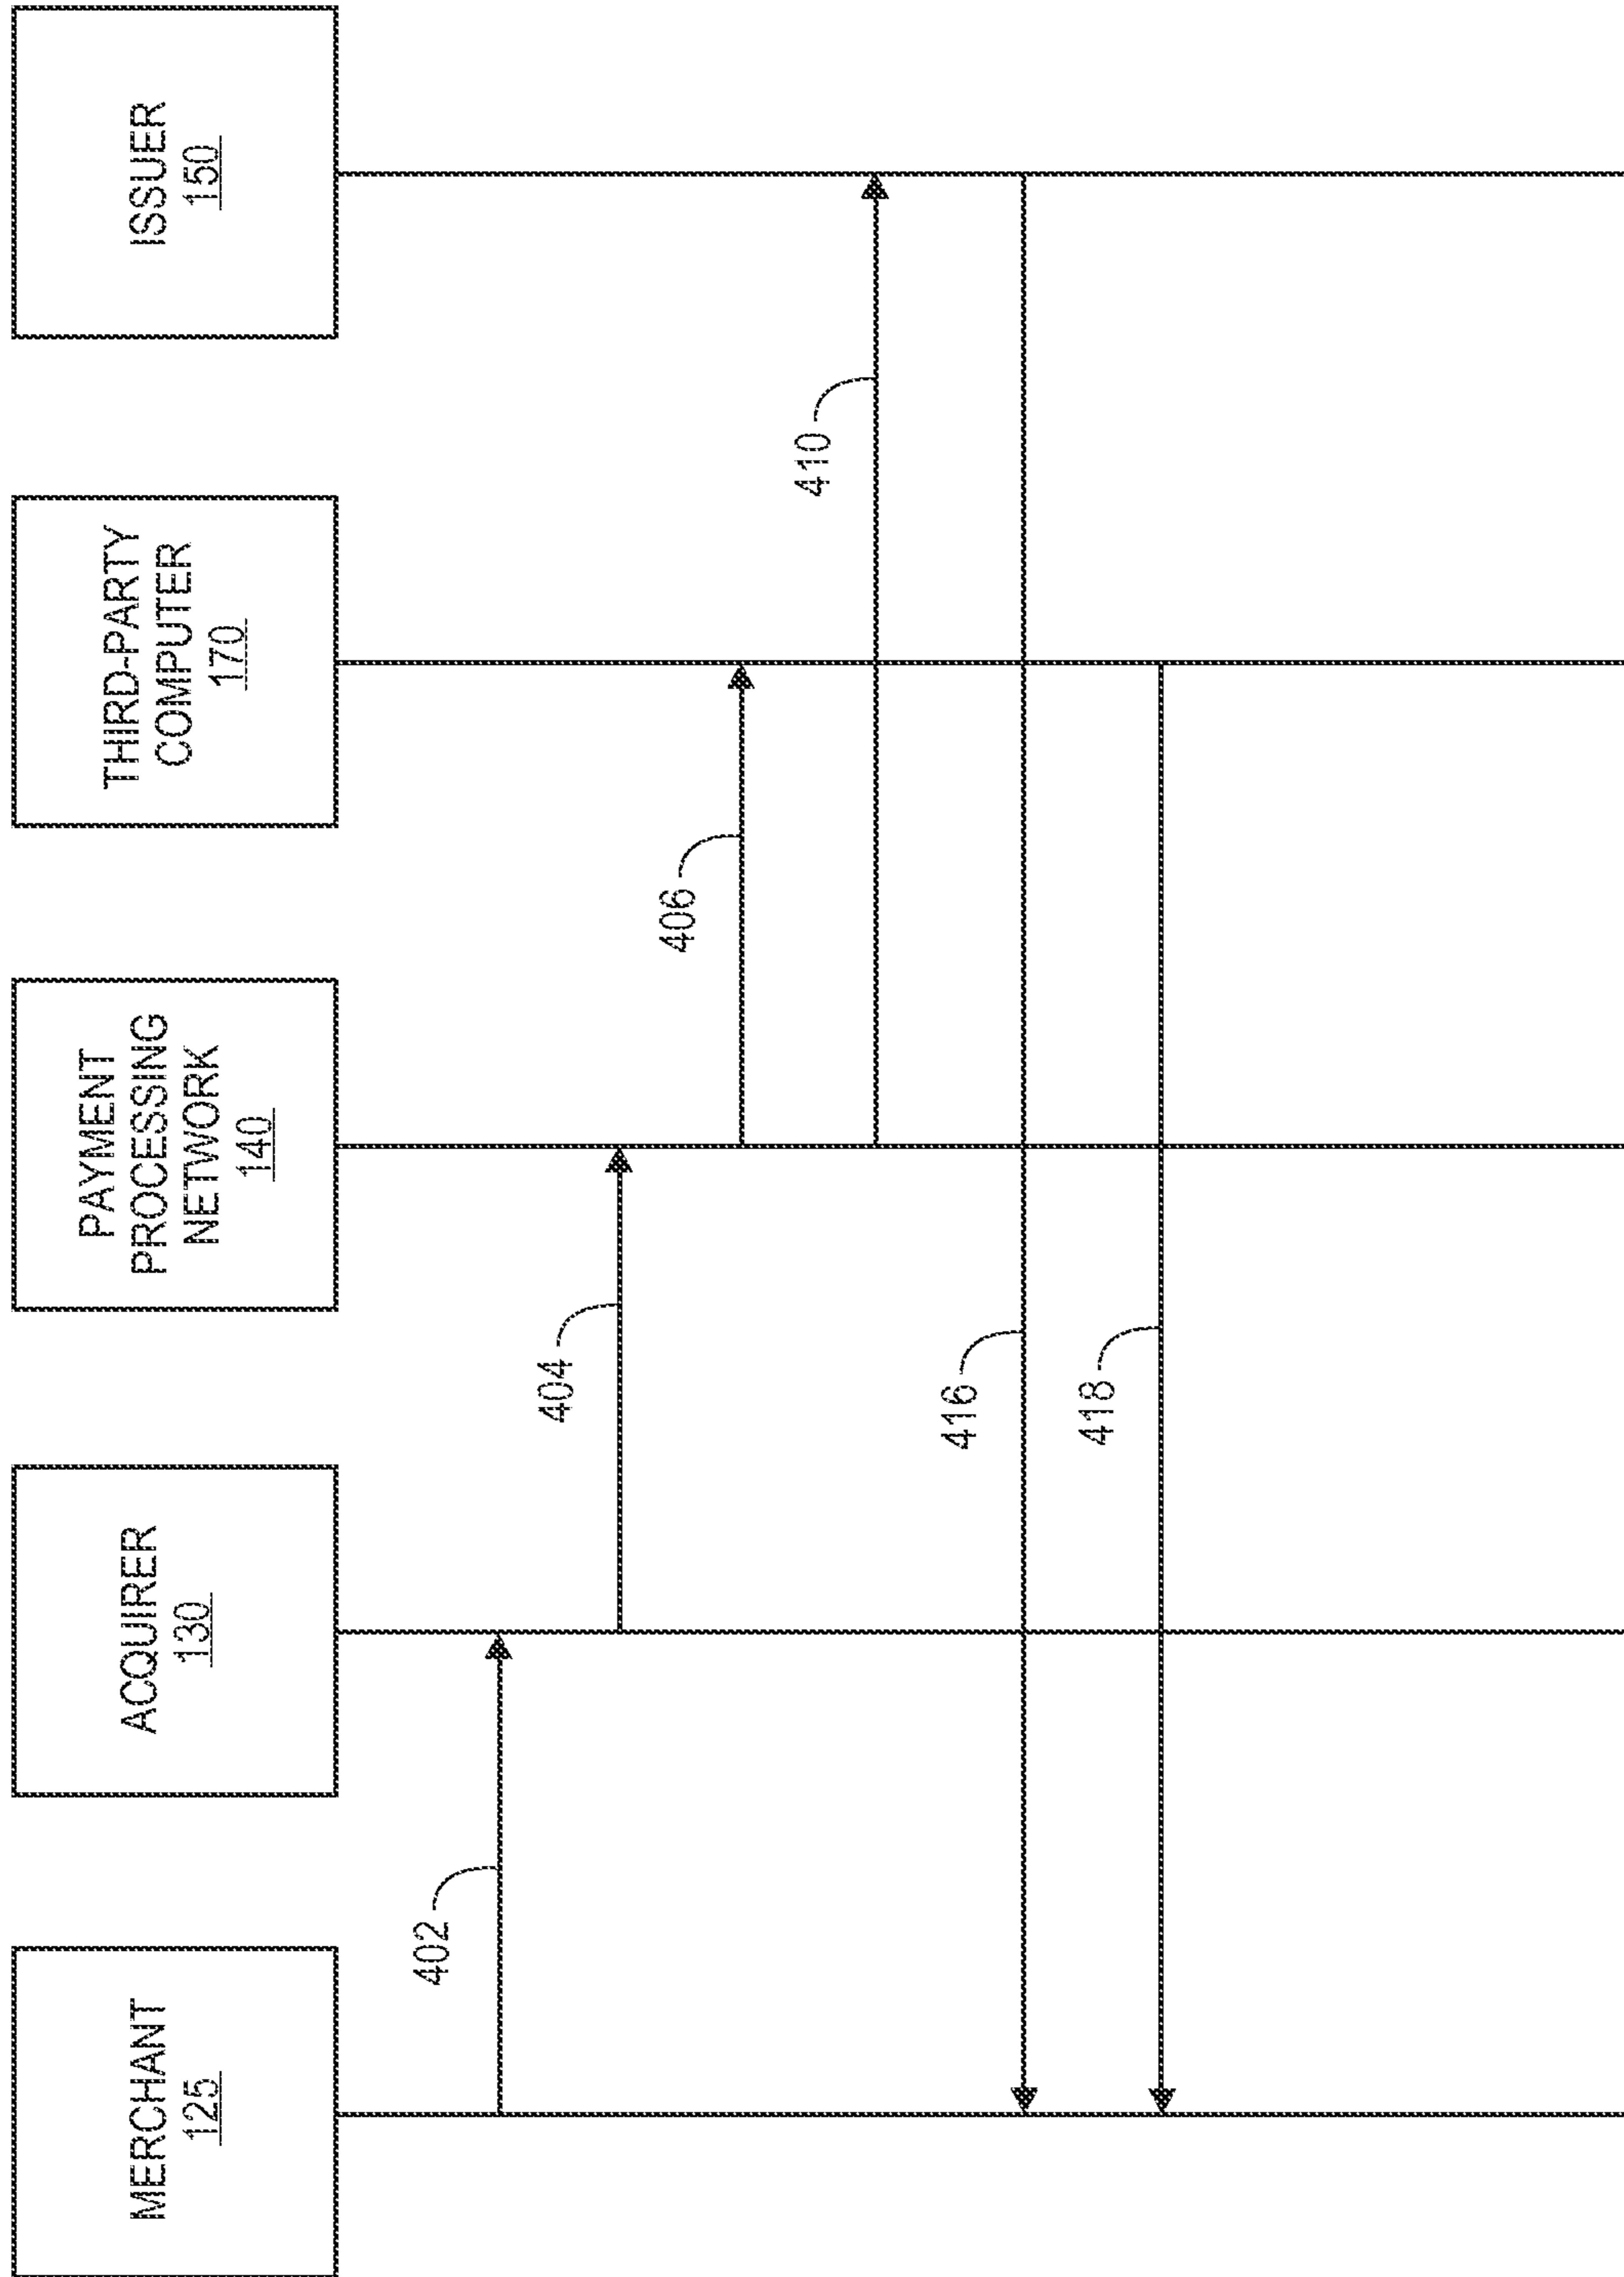 MERCHANT
125
ACQUIRER
130
PAYMENT
PROCESSING
NETWORK
140
THIRD-PARTY
COMPUTER
170
ISSUER
150
402
404
406
410
416
418